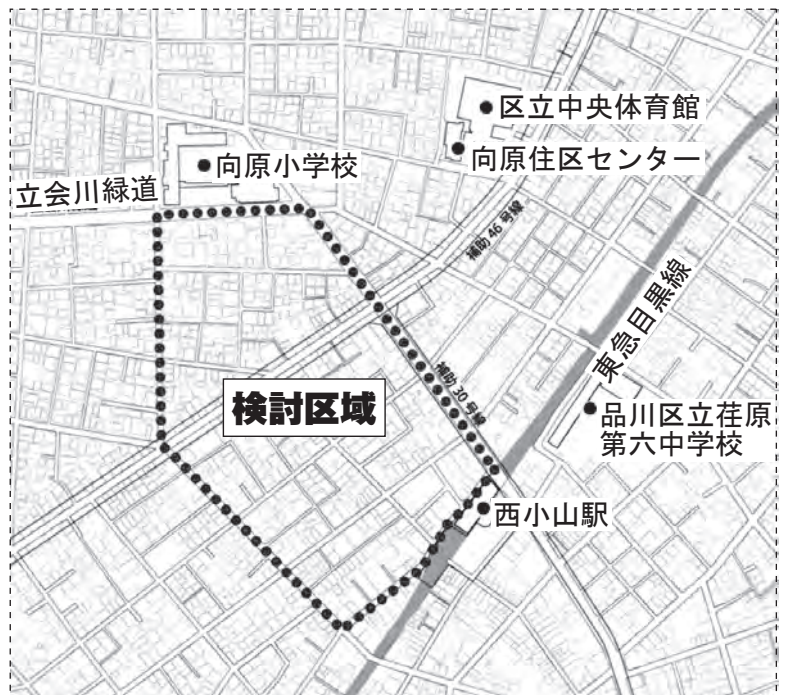 区立中央体育館
向原小学校
向原住区センター
立会川緑道
補助46号線
東急目黒線
補助30号線
検討区域
品川区立荏原
第六中学校
西小山駅